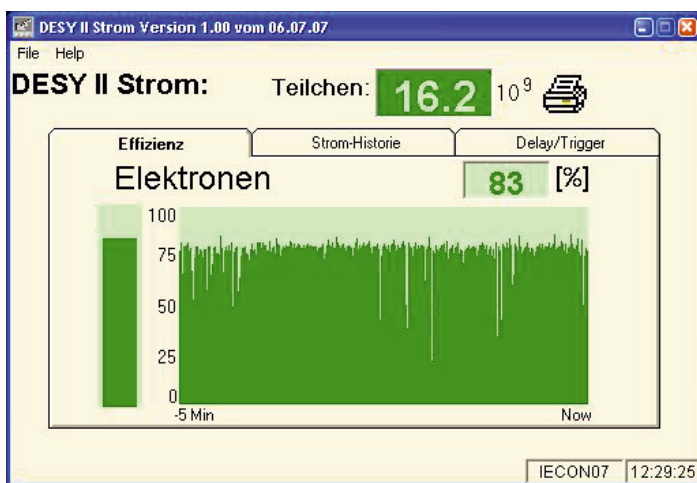 DESY II Strom Version 1.00 vom 06.07.07
File Help
DESY II Strom: Teilchen: 16.2 10⁹
Effizienz Strom-Historie Delay/Trigger
Elektronen 83 [%]
100
75
50
25
0
-5 Min Now
IECON07 12:29:25